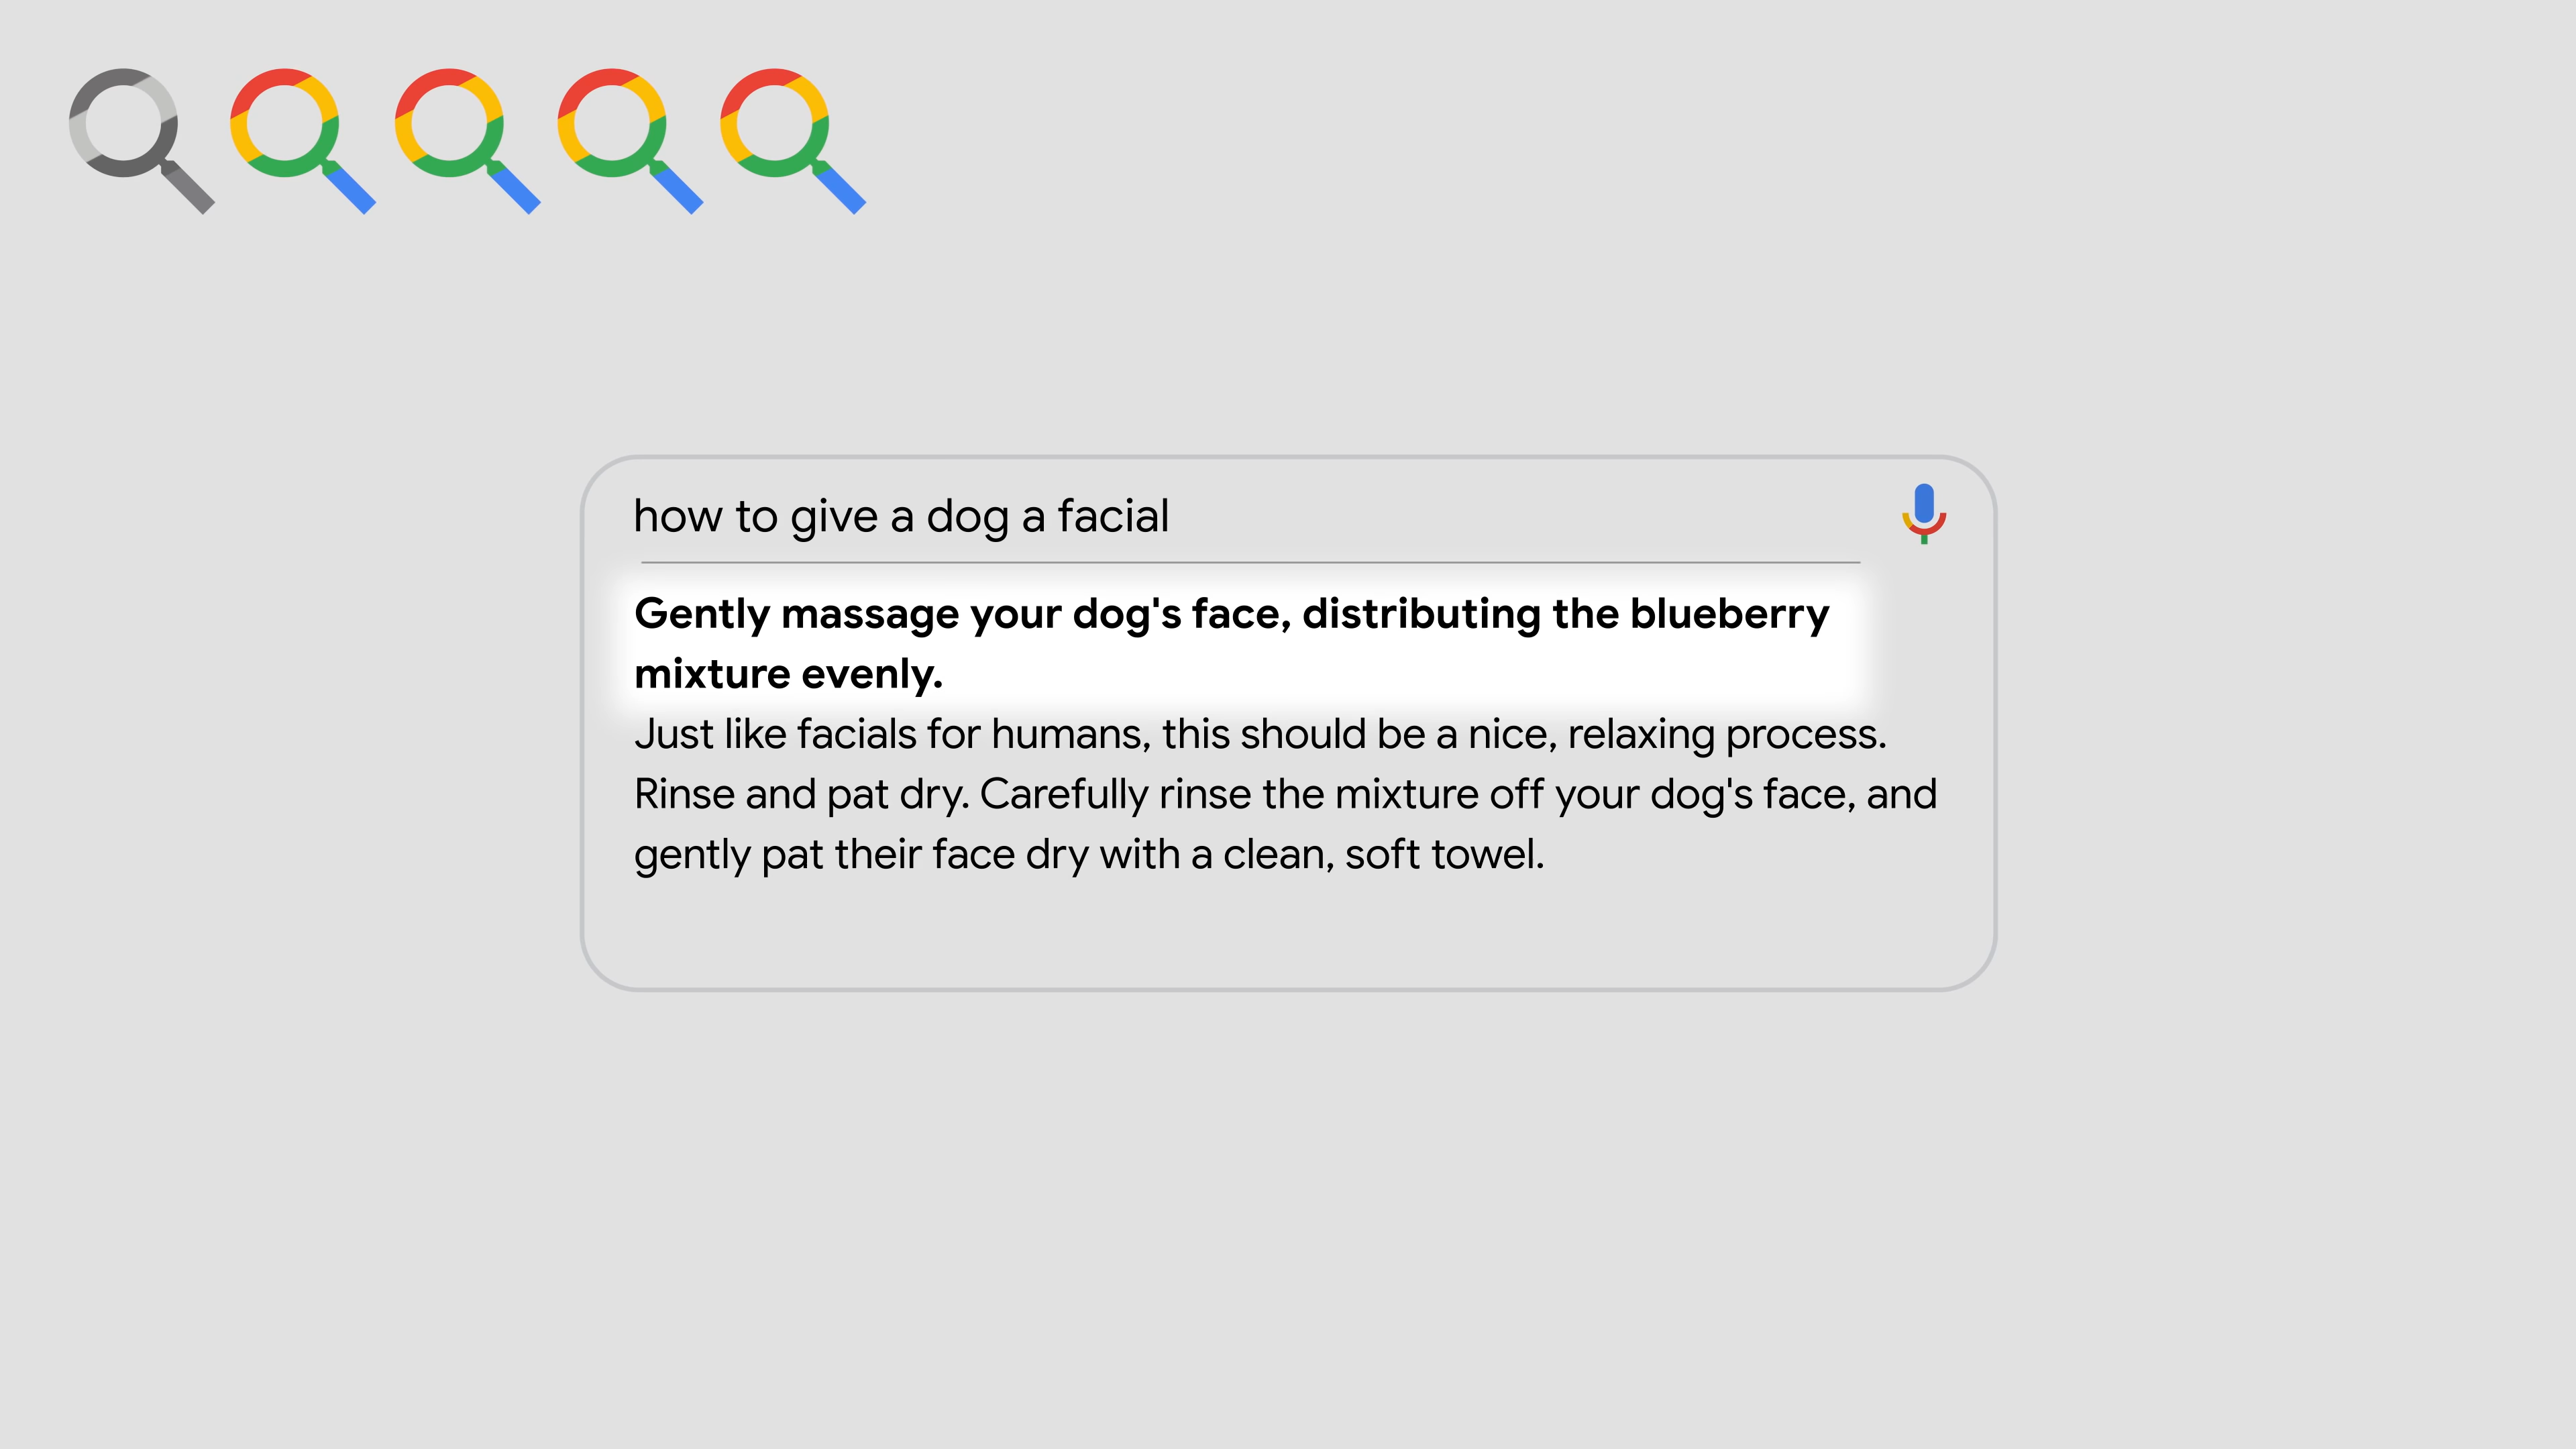 how to give a dog a facial
Gently massage your dog's face, distributing the blueberry
mixture evenly.
Just like facials for humans, this should be a nice, relaxing process.
Rinse and pat dry. Carefully rinse the mixture off your dog's face, and
gently pat their face dry with a clean, soft towel.